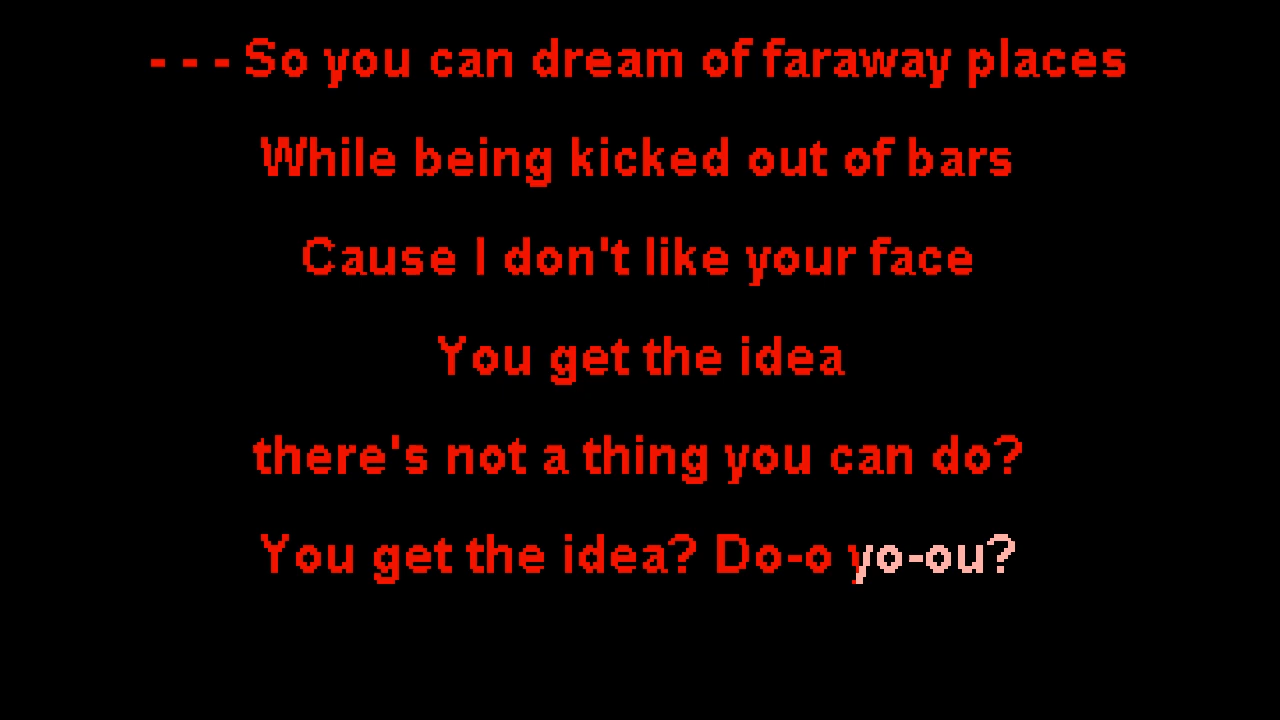 - - - So you can dream of faraway places
While being kicked out of bars
Cause I don't like your face
You get the idea
there's not a thing you can do?
You get the idea? Do-o yo-ou?